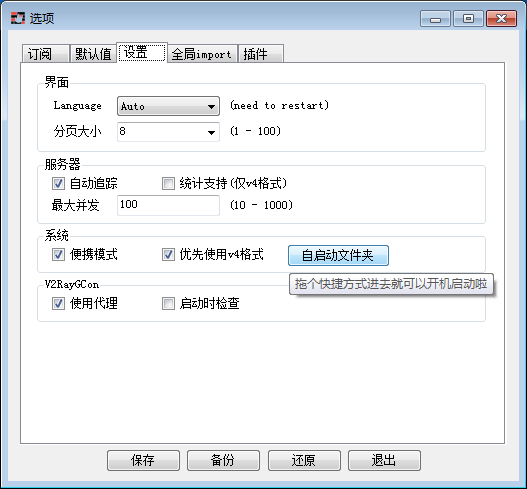 选项
订阅 默认值 设置 全局import 插件
界面
Language Auto (need to restart)
分页大小 8 (1 - 100)
服务器
自动追踪 统计支持(仅v4格式)
最大并发 100 (10 - 1000)
系统
便携模式 优先使用v4格式 自启动文件夹
拖个快捷方式进去就可以开机启动啦
V2RayGCon
使用代理 启动时检查
保存 备份 还原 退出